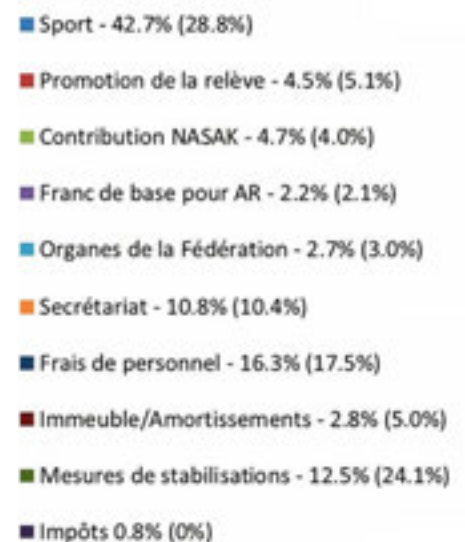 Sport - 42.7% (28.8%)
Promotion de la relève - 4.5% (5.1%)
Contribution NASAK - 4.7% (4.0%)
Franc de base pour AR - 2.2% (2.1%)
Organes de la Fédération - 2.7% (3.0%)
Secrétariat - 10.8% (10.4%)
Frais de personnel - 16.3% (17.5%)
Immeuble/Amortissements - 2.8% (5.0%)
Mesures de stabilisations - 12.5% (24.1%)
Impôts 0.8% (0%)